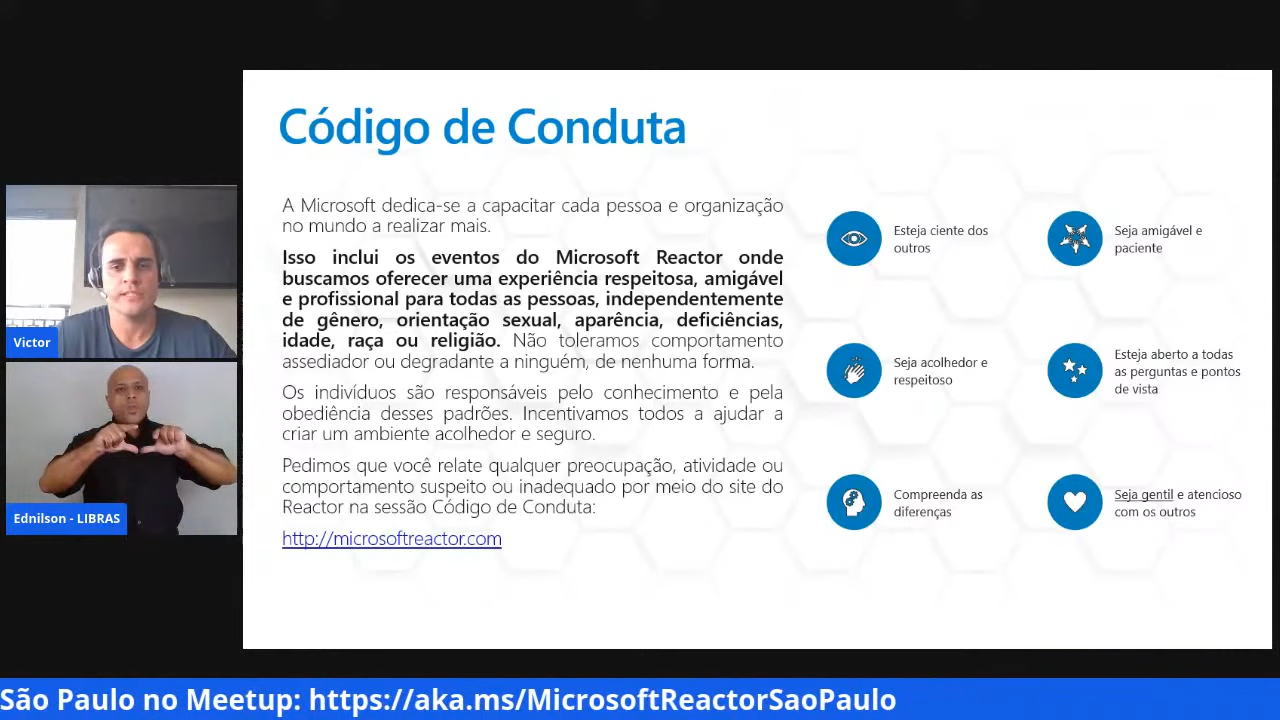 Código de Conduta
A Microsoft dedica-se a capacitar cada pessoa e organização
no mundo a realizar mais.
Isso inclui os eventos do Microsoft Reactor onde
buscamos oferecer uma experiência respeitosa, amigável
e profissional para todas as pessoas, independentemente
de gênero, orientação sexual, aparência, deficiências,
idade, raça ou religião. Não toleramos comportamento
assediador ou degradante a ninguém, de nenhuma forma.
Os indivíduos são responsáveis pelo conhecimento e pela
obediência desses padrões. Incentivamos todos a ajudar a
criar um ambiente acolhedor e seguro.
Pedimos que você relate qualquer preocupação, atividade ou
comportamento suspeito ou inadequado por meio do site do
Reactor na sessão Código de Conduta:
http://microsoftreactor.com
Esteja ciente dos
outros
Seja amigável e
paciente
Seja acolhedor e
respeitoso
Esteja aberto a todas
as perguntas e pontos
de vista
Compreenda as
diferenças
Seja gentil e atencioso
com os outros
Victor
Ednilson - LIBRAS
São Paulo no Meetup: https://aka.ms/MicrosoftReactorSaoPaulo